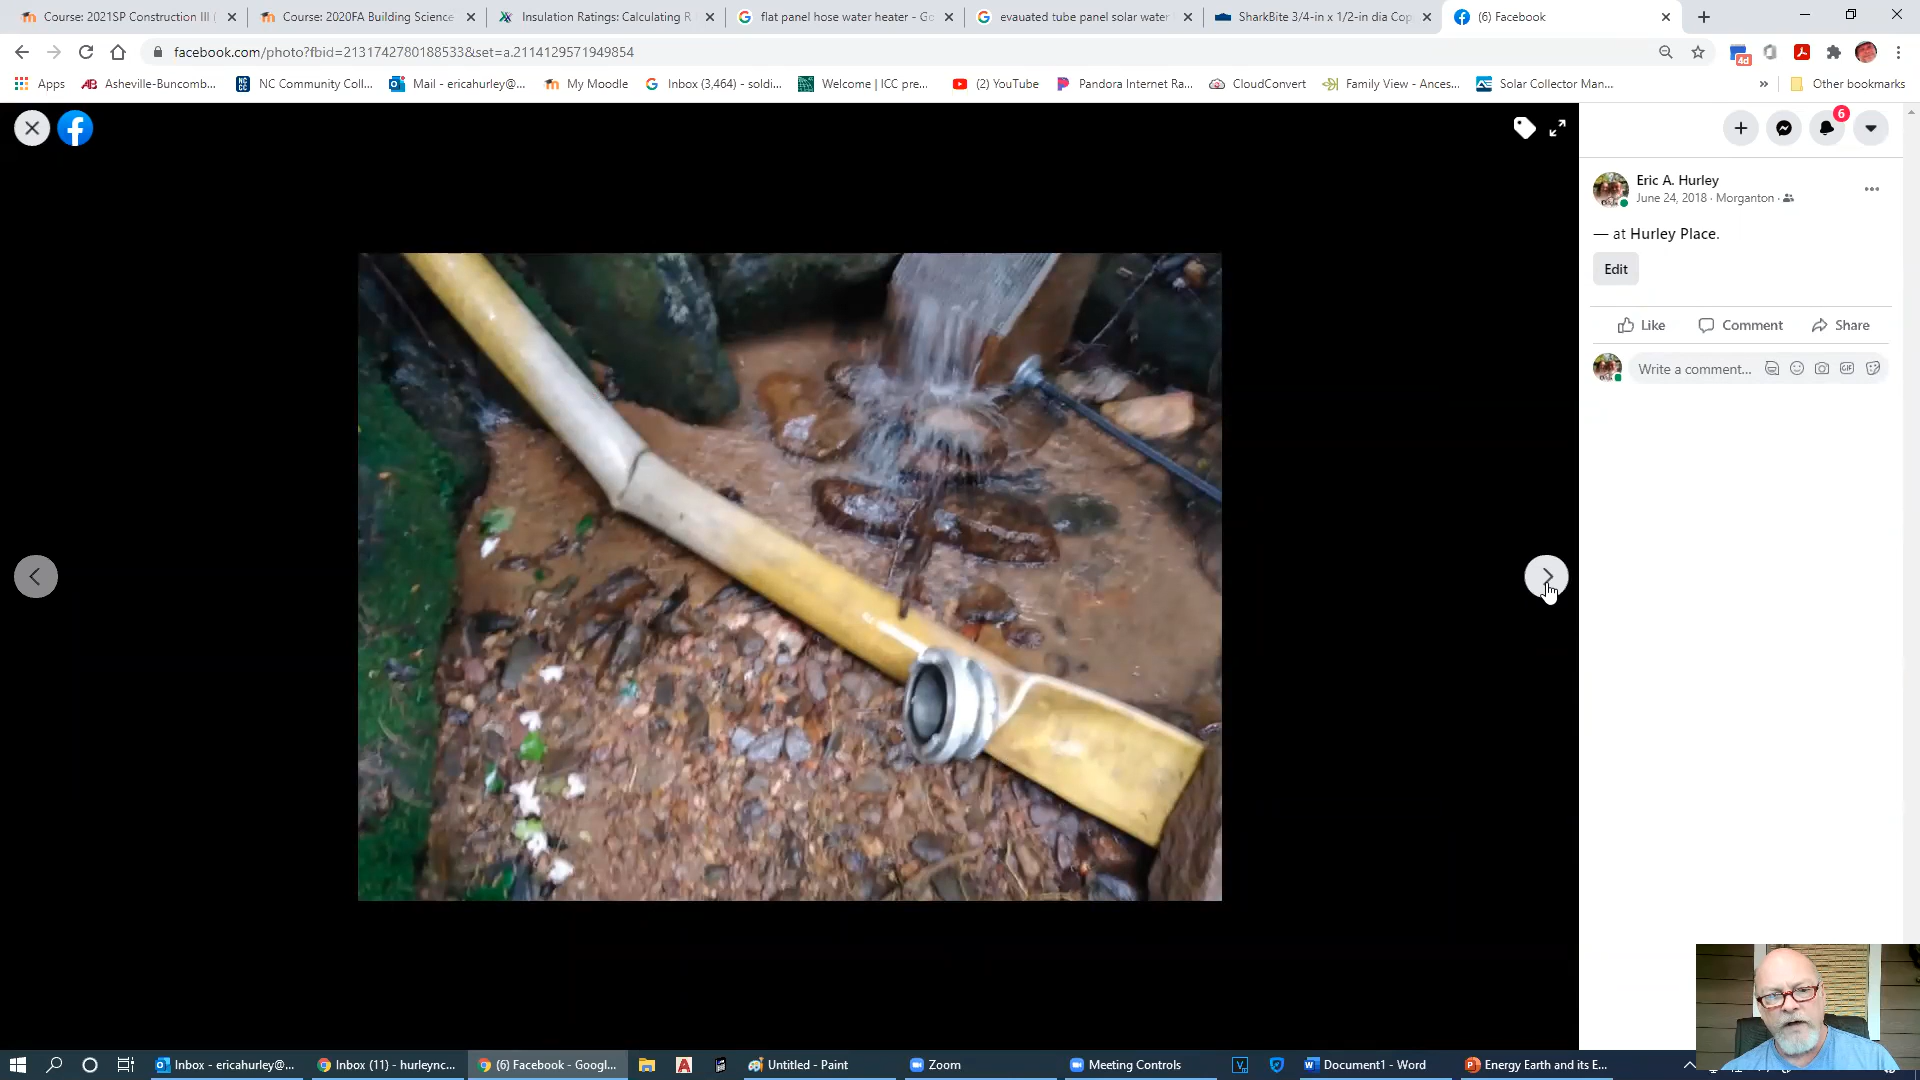 Course: 2021SP Construction III (
Course: 2020FA Building Science
Insulation Ratings: Calculating R
flat panel hose water heater - Go
evauated tube panel solar water
SharkBite 3/4-in x 1/2-in dia Cop
(6) Facebook
facebook.com/photo?fbid=2131742780188533&set=a.2114129571949854
4d
Apps
AB Asheville-Buncomb...
NC Community Coll...
Mail - ericahurley@...
My Moodle
Inbox (3,464) - soldi...
Welcome | ICC pre...
(2) YouTube
Pandora Internet Ra...
CloudConvert
Family View - Ances...
Solar Collector Man...
»
Other bookmarks
6
Eric A. Hurley
June 24, 2018 · Morganton ·
— at Hurley Place.
Edit
Like
Comment
Share
Write a comment...
GIF
Inbox - ericahurley@...
Inbox (11) - hurleync...
(6) Facebook - Googl...
Untitled - Paint
Zoom
Meeting Controls
Document1 - Word
Energy Earth and its E...